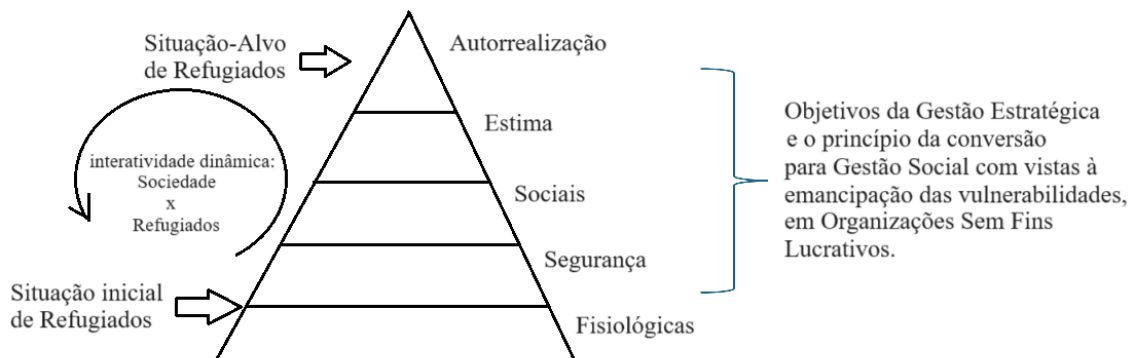 Situação-Alvo
de Refugiados
Autorrealização
Estima
Sociais
Segurança
Fisiológicas
interatividade dinâmica:
Sociedade
x
Refugiados
Situação inicial
de Refugiados
Objetivos da Gestão Estratégica
e o princípio da conversão
para Gestão Social com vistas à
emancipação das vulnerabilidades,
em Organizações Sem Fins
Lucrativos.